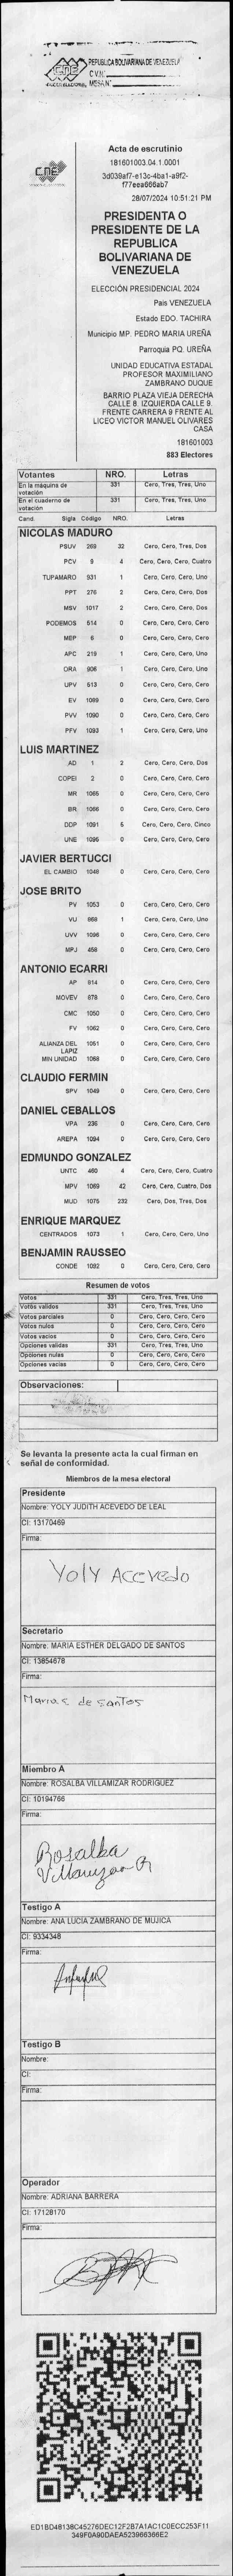 REPUBLICA BOLIVARIANA DE VENEZUELA
CNE
C.V.N°:
MESA N°:
CNE
Acta de escrutinio
181601003.04.1.0001
3d039af7-e13c-4ba1-a9f2-
f77eea666ab7
28/07/2024 10:51:21 PM
PRESIDENTA O
PRESIDENTE DE LA
REPUBLICA
BOLIVARIANA DE
VENEZUELA
ELECCIÓN PRESIDENCIAL 2024
Pais VENEZUELA
Estado EDO. TACHIRA
Municipio MP. PEDRO MARIA UREÑA
Parroquia PQ. UREÑA
UNIDAD EDUCATIVA ESTADAL
PROFESOR MAXIMILIANO
ZAMBRANO DUQUE
BARRIO PLAZA VIEJA DERECHA
CALLE 8. IZQUIERDA CALLE 9.
FRENTE CARRERA 9 FRENTE AL
LICEO VICTOR MANUEL OLIVARES
CASA
181601003
883 Electores
Votantes NRO. Letras
En la máquina de votación 331 Cero, Tres, Tres, Uno
En el cuaderno de votación 331 Cero, Tres, Tres, Uno
Cand. Sigla Código NRO. Letras
NICOLAS MADURO
PSUV 269 32 Cero, Cero, Tres, Dos
PCV 9 4 Cero, Cero, Cero, Cuatro
TUPAMARO 931 1 Cero, Cero, Cero, Uno
PPT 276 2 Cero, Cero, Cero, Dos
MSV 1017 2 Cero, Cero, Cero, Dos
PODEMOS 514 0 Cero, Cero, Cero, Cero
MEP 6 0 Cero, Cero, Cero, Cero
APC 219 1 Cero, Cero, Cero, Uno
ORA 906 1 Cero, Cero, Cero, Uno
UPV 513 0 Cero, Cero, Cero, Cero
EV 1089 0 Cero, Cero, Cero, Cero
PVV 1090 0 Cero, Cero, Cero, Cero
PFV 1093 1 Cero, Cero, Cero, Uno
LUIS MARTINEZ
AD 1 2 Cero, Cero, Cero, Dos
COPEI 2 0 Cero, Cero, Cero, Cero
MR 1065 0 Cero, Cero, Cero, Cero
BR 1066 0 Cero, Cero, Cero, Cero
DDP 1091 5 Cero, Cero, Cero, Cinco
UNE 1095 0 Cero, Cero, Cero, Cero
JAVIER BERTUCCI
EL CAMBIO 1048 0 Cero, Cero, Cero, Cero
JOSE BRITO
PV 1053 0 Cero, Cero, Cero, Cero
VU 868 1 Cero, Cero, Cero, Uno
UVV 1096 0 Cero, Cero, Cero, Cero
MPJ 458 0 Cero, Cero, Cero, Cero
ANTONIO ECARRI
AP 814 0 Cero, Cero, Cero, Cero
MOVEV 878 0 Cero, Cero, Cero, Cero
CMC 1050 0 Cero, Cero, Cero, Cero
FV 1062 0 Cero, Cero, Cero, Cero
ALIANZA DEL LAPIZ 1051 0 Cero, Cero, Cero, Cero
MIN UNIDAD 1068 0 Cero, Cero, Cero, Cero
CLAUDIO FERMIN
SPV 1049 0 Cero, Cero, Cero, Cero
DANIEL CEBALLOS
VPA 236 0 Cero, Cero, Cero, Cero
AREPA 1094 0 Cero, Cero, Cero, Cero
EDMUNDO GONZALEZ
UNTC 460 4 Cero, Cero, Cero, Cuatro
MPV 1069 42 Cero, Cero, Cuatro, Dos
MUD 1075 232 Cero, Dos, Tres, Dos
ENRIQUE MARQUEZ
CENTRADOS 1073 1 Cero, Cero, Cero, Uno
BENJAMIN RAUSSEO
CONDE 1082 0 Cero, Cero, Cero, Cero
Resumen de votos
Votos 331 Cero, Tres, Tres, Uno
Votos validos 331 Cero, Tres, Tres, Uno
Votos parciales 0 Cero, Cero, Cero, Cero
Votos nulos 0 Cero, Cero, Cero, Cero
Votos vacios 0 Cero, Cero, Cero, Cero
Opciones validas 331 Cero, Tres, Tres, Uno
Opciones nulas 0 Cero, Cero, Cero, Cero
Opciones vacias 0 Cero, Cero, Cero, Cero
Observaciones:
Se levanta la presente acta la cual firman en
señal de conformidad.
Miembros de la mesa electoral
Presidente
Nombre: YOLY JUDITH ACEVEDO DE LEAL
CI: 13170469
Firma:
Yoly Acevedo
Secretario
Nombre: MARIA ESTHER DELGADO DE SANTOS
CI: 13854678
Firma:
Maria E de Santos
Miembro A
Nombre: ROSALBA VILLAMIZAR RODRIGUEZ
CI: 10194766
Firma:
Rosalba
Villamizar R
Testigo A
Nombre: ANA LUCIA ZAMBRANO DE MUJICA
CI: 9334348
Firma:
Testigo B
Nombre:
CI:
Firma:
Operador
Nombre: ADRIANA BARRERA
CI: 17128170
Firma:
ED1BD48138C45276DEC12F2B7A1AC1C0ECC253F11
349F0A90DAEA523966366E2